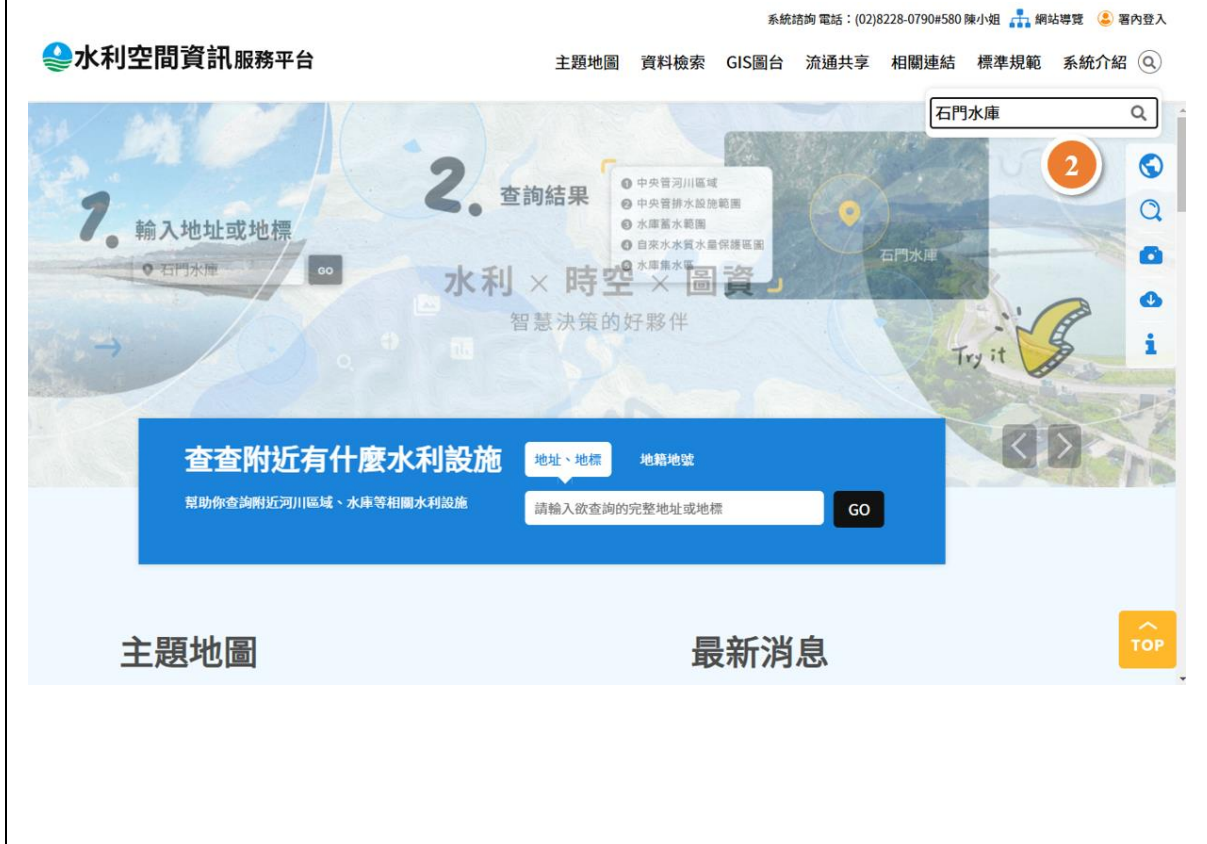 系統諮詢 電話：(02)8228-0790#580 陳小姐 網站導覽 署內登入
水利空間資訊服務平台
主題地圖 資料檢索 GIS圖台 流通共享 相關連結 標準規範 系統介紹
石門水庫
2
1. 輸入地址或地標
石門水庫 GO
2. 查詢結果
1 中央管河川區域
2 中央管排水設施範圍
3 水庫蓄水範圍
4 自來水水質水量保護區圖
5 水庫集水區
石門水庫
水利 × 時空 × 圖資
智慧決策的好夥伴
Try it
查查附近有什麼水利設施
幫助你查詢附近河川區域、水庫等相關水利設施
地址、地標 地籍地號
請輸入欲查詢的完整地址或地標 GO
主題地圖 最新消息
TOP